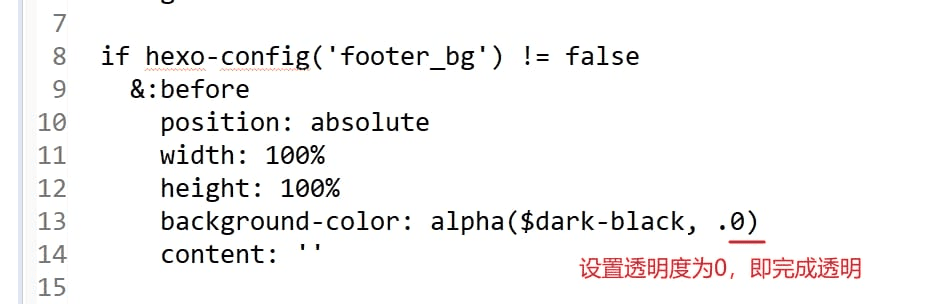 7
8 if hexo-config('footer_bg') != false
9 &:before
10 position: absolute
11 width: 100%
12 height: 100%
13 background-color: alpha($dark-black, .0)
14 content: ''
设置透明度为0，即完成透明
15